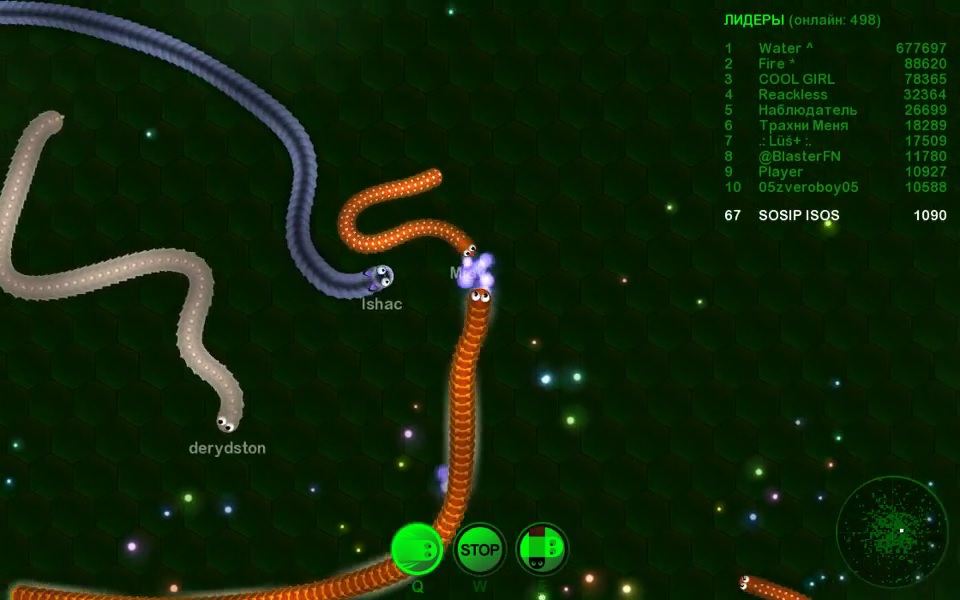 ЛИДЕРЫ (онлайн: 498)
1 Water ^ 677697
2 Fire * 88620
3 COOL GIRL 78365
4 Reackless 32364
5 Наблюдатель 26699
6 Трахни Меня 18289
7 .: Lüš+ :. 17509
8 @BlasterFN 11780
9 Player 10927
10 05zveroboy05 10588
67 SOSIP ISOS 1090
Ishac
derydston
STOP
Q W E